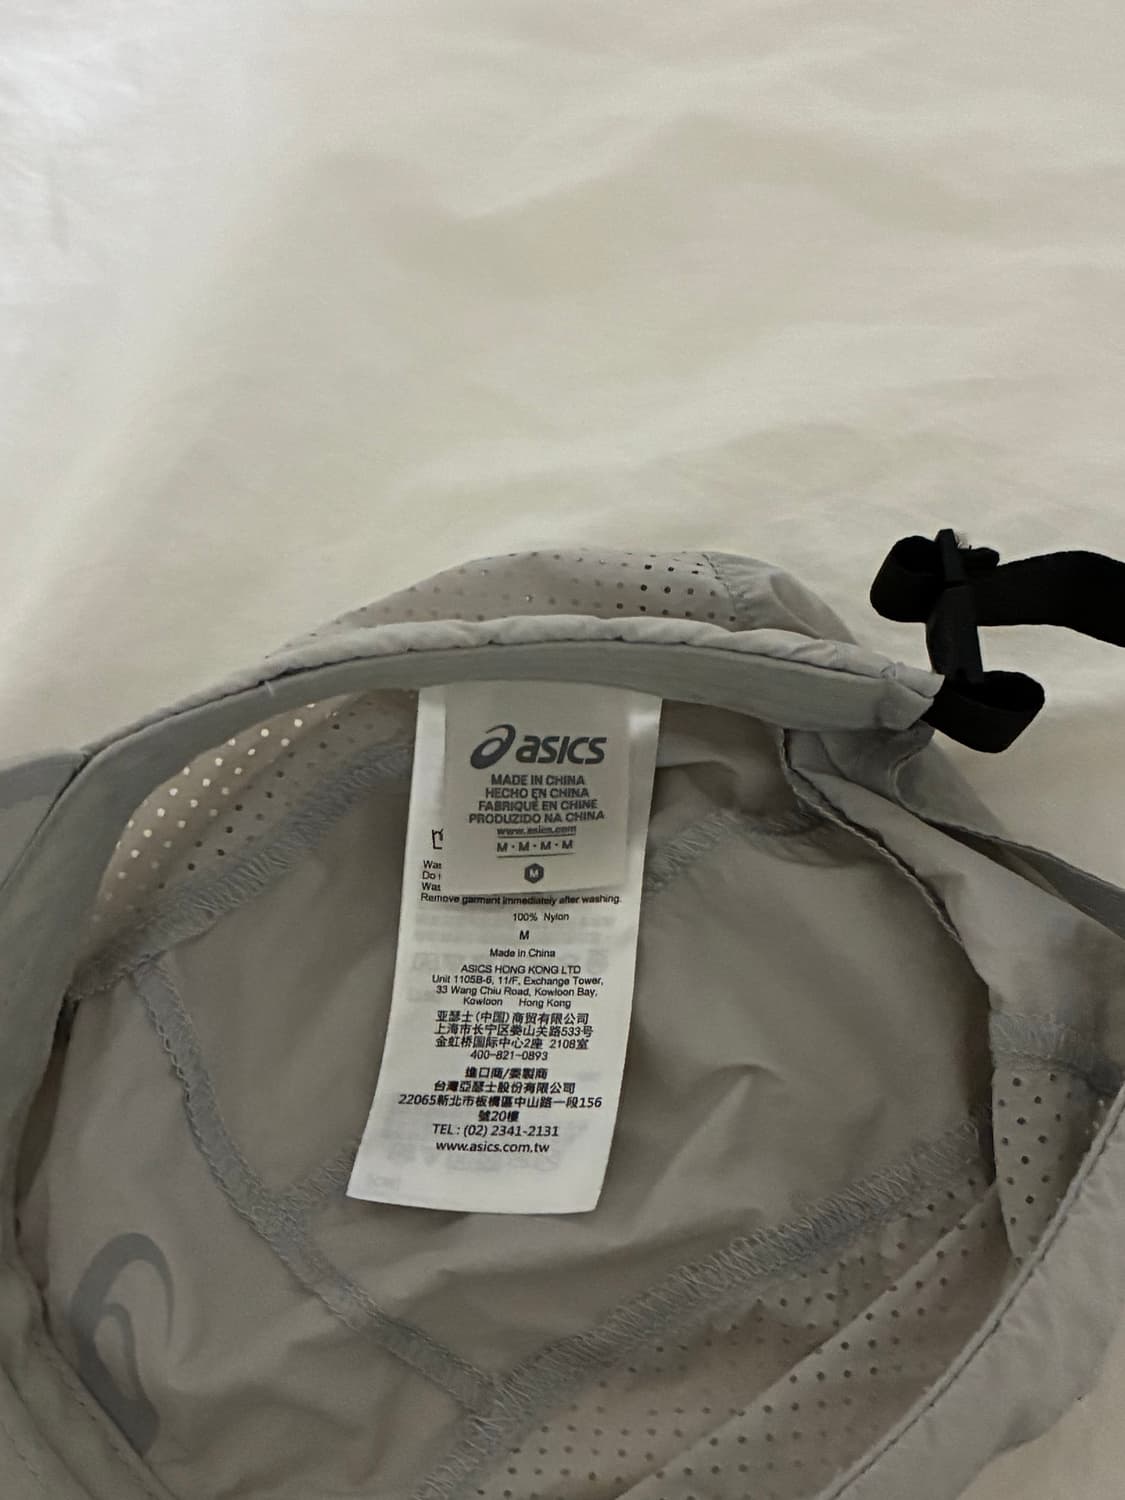 asics
MADE IN CHINA
HECHO EN CHINA
FABRIQUÉ EN CHINE
PRODUZIDO NA CHINA
www.asics.com
M · M · M · M
M
Remove garment immediately after washing.
100% Nylon
M
Made in China
ASICS HONG KONG LTD
Unit 1105B-6, 11/F, Exchange Tower,
33 Wang Chiu Road, Kowloon Bay,
Kowloon Hong Kong
亚瑟士(中国)商贸有限公司
上海市长宁区娄山关路533号
金虹桥国际中心2座 2108室
400-821-0893
進口商/委製商
台灣亞瑟士股份有限公司
22065新北市板橋區中山路一段156
號20樓
TEL : (02) 2341-2131
www.asics.com.tw